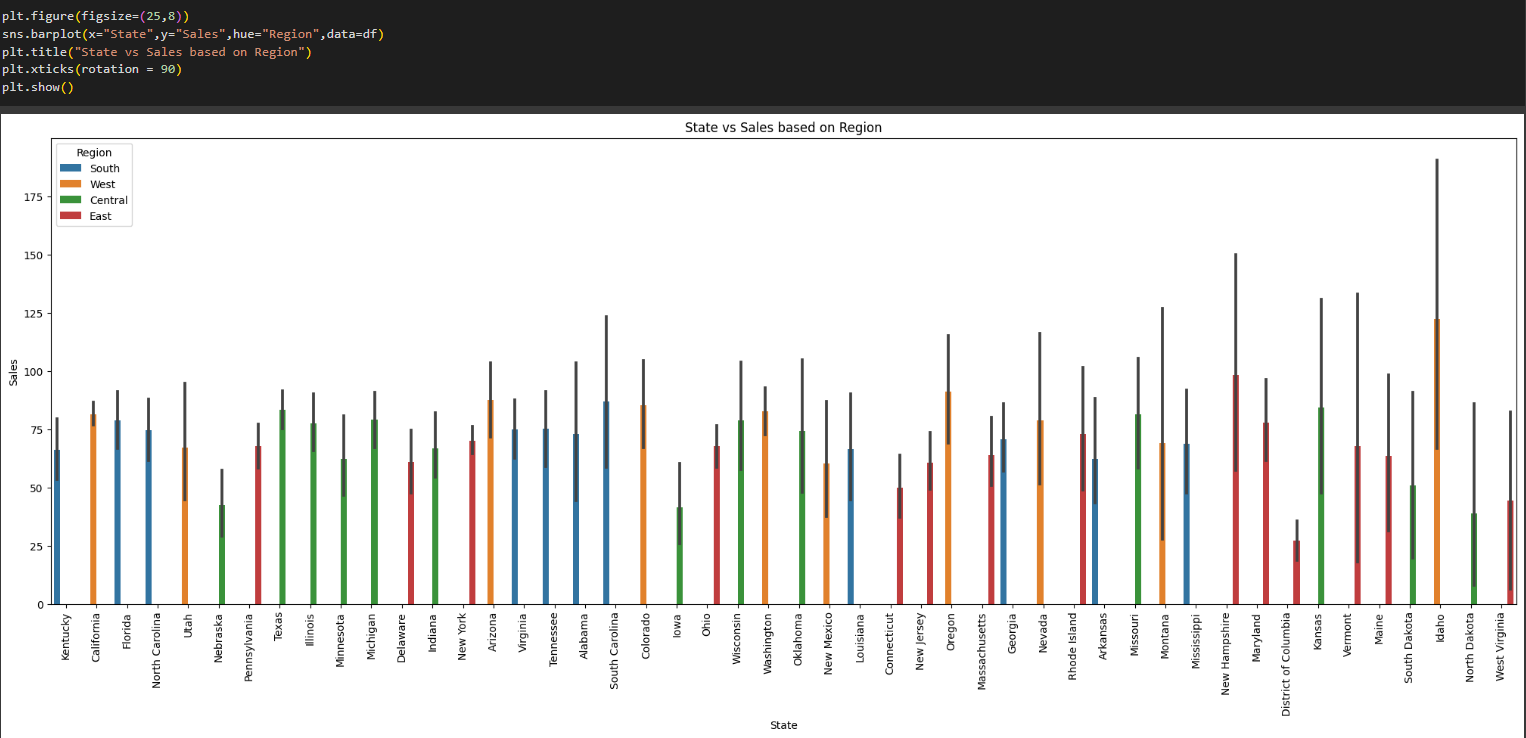 plt.figure(figsize=(25,8))
sns.barplot(x="State",y="Sales",hue="Region",data=df)
plt.title("State vs Sales based on Region")
plt.xticks(rotation = 90)
plt.show()
State vs Sales based on Region
Region
South
West
Central
East
175
150
125
100
75
50
25
0
Sales
Kentucky
California
Florida
North Carolina
Utah
Nebraska
Pennsylvania
Texas
Illinois
Minnesota
Michigan
Delaware
Indiana
New York
Arizona
Virginia
Tennessee
Alabama
South Carolina
Colorado
Iowa
Ohio
Wisconsin
Washington
Oklahoma
New Mexico
Louisiana
Connecticut
New Jersey
Oregon
Massachusetts
Georgia
Nevada
Rhode Island
Arkansas
Missouri
Montana
Mississippi
New Hampshire
Maryland
District of Columbia
Kansas
Vermont
Maine
South Dakota
Idaho
North Dakota
West Virginia
State